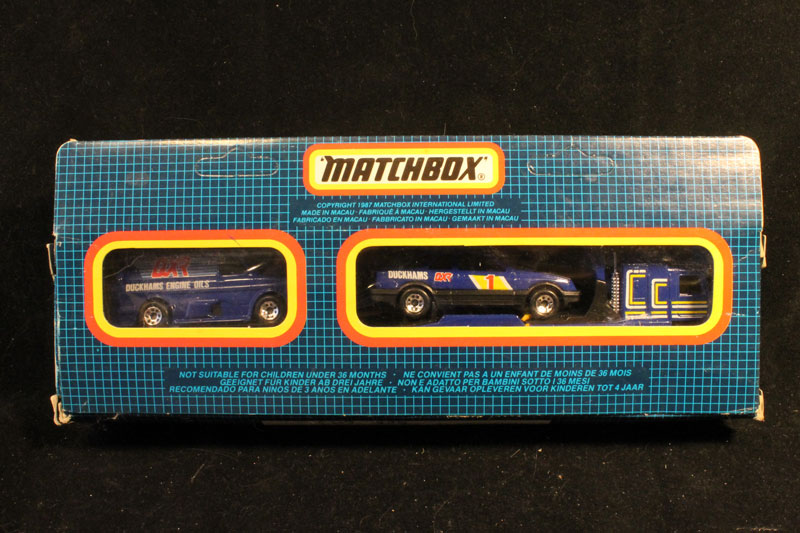 "MATCHBOX"®
COPYRIGHT 1987 MATCHBOX INTERNATIONAL LIMITED
MADE IN MACAU · FABRIQUÉ À MACAU · HERGESTELLT IN MACAU
FABRICADO EN MACAU · FABBRICATO IN MACAU · GEMAAKT IN MACAU
QXR
DUCKHAMS ENGINE OILS
DUCKHAMS QXR 1
NOT SUITABLE FOR CHILDREN UNDER 36 MONTHS · NE CONVIENT PAS A UN ENFANT DE MOINS DE 36 MOIS
GEEIGNET FUR KINDER AB DREI JAHRE · NON E ADATTO PER BAMBINI SOTTO I 36 MESI
RECOMENDADO PARA NINOS DE 3 ANOS EN ADELANTE · KAN GEVAAR OPLEVEREN VOOR KINDEREN TOT 4 JAAR